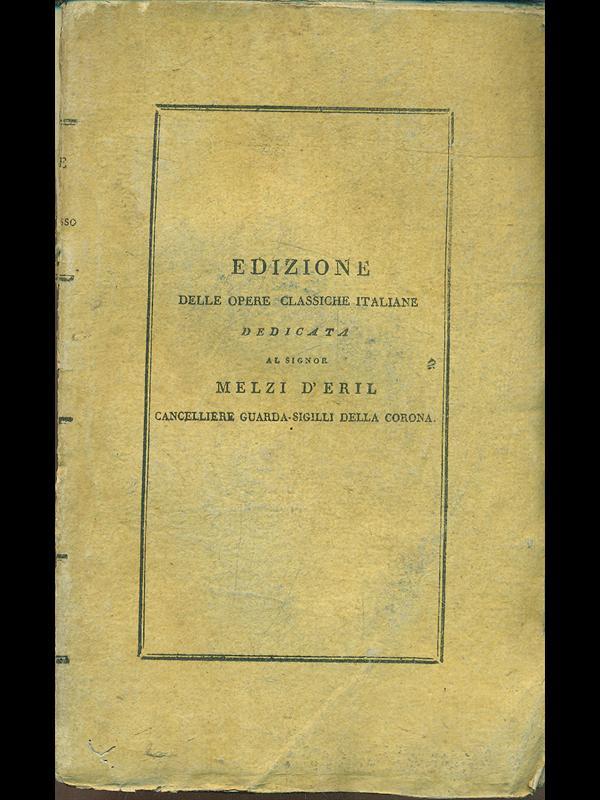 EDIZIONE
DELLE OPERE CLASSICHE ITALIANE
DEDICATA
AL SIGNOR
MELZI D'ERIL
CANCELLIERE GUARDA-SIGILLI DELLA CORONA.